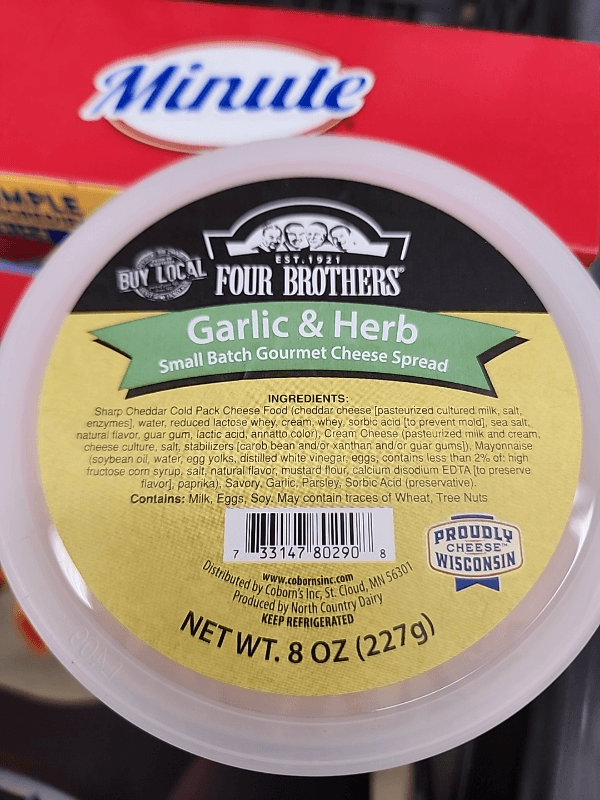 Minute
MPLE
BUY LOCAL
EST. 1921
FOUR BROTHERS®
Garlic & Herb
Small Batch Gourmet Cheese Spread
INGREDIENTS:
Sharp Cheddar Cold Pack Cheese Food (cheddar cheese [pasteurized cultured milk, salt,
enzymes], water, reduced lactose whey, cream, whey, sorbic acid [to prevent mold], sea salt,
natural flavor, guar gum, lactic acid, annatto color), Cream Cheese (pasteurized milk and cream,
cheese culture, salt, stabilizers [carob bean and/or xanthan and/or guar gums]), Mayonnaise
(soybean oil, water, egg yolks, distilled white vinegar, eggs, contains less than 2% of: high
fructose corn syrup, salt, natural flavor, mustard flour, calcium disodium EDTA [to preserve
flavor], paprika), Savory, Garlic, Parsley, Sorbic Acid (preservative).
Contains: Milk, Eggs, Soy. May contain traces of Wheat, Tree Nuts
7 33147 80290 8
PROUDLY
CHEESE™
WISCONSIN
www.cobornsinc.com
Distributed by Coborn's Inc, St. Cloud, MN 56301
Produced by North Country Dairy
KEEP REFRIGERATED
NET WT. 8 OZ (227g)